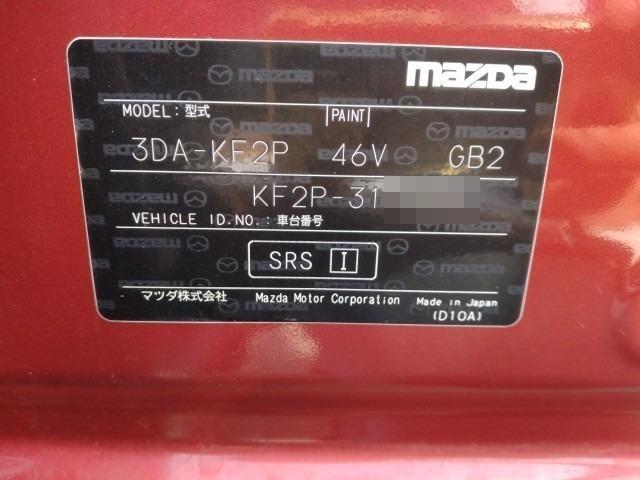 mazda
MODEL: 型式 PAINT
3DA-KF2P 46V GB2
KF2P-31
VEHICLE ID.NO.: 車台番号
SRS I
マツダ株式会社 Mazda Motor Corporation Made in Japan
(D10A)